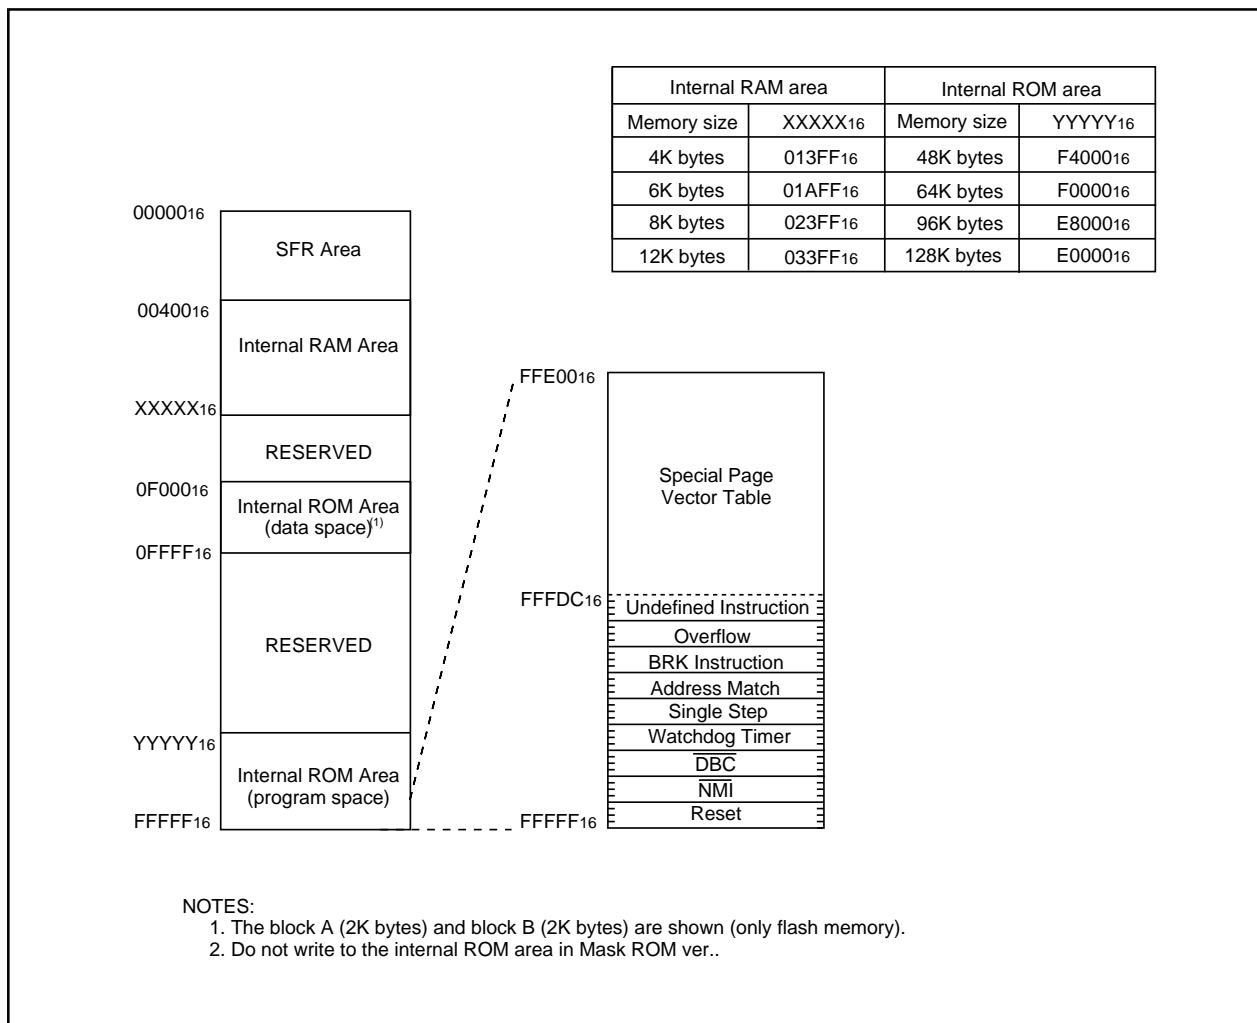 Internal RAM area Internal ROM area
Memory size XXXXX16 Memory size YYYYY16
4K bytes 013FF16 48K bytes F400016
6K bytes 01AFF16 64K bytes F000016
8K bytes 023FF16 96K bytes E800016
12K bytes 033FF16 128K bytes E000016
0000016
SFR Area
0040016
Internal RAM Area
XXXXX16
RESERVED
0F00016
Internal ROM Area
(data space)(1)
0FFFF16
RESERVED
YYYYY16
Internal ROM Area
(program space)
FFFFF16
FFE0016
Special Page
Vector Table
FFFDC16
Undefined Instruction
Overflow
BRK Instruction
Address Match
Single Step
Watchdog Timer
DBC
NMI
Reset
FFFFF16
NOTES:
1. The block A (2K bytes) and block B (2K bytes) are shown (only flash memory).
2. Do not write to the internal ROM area in Mask ROM ver..